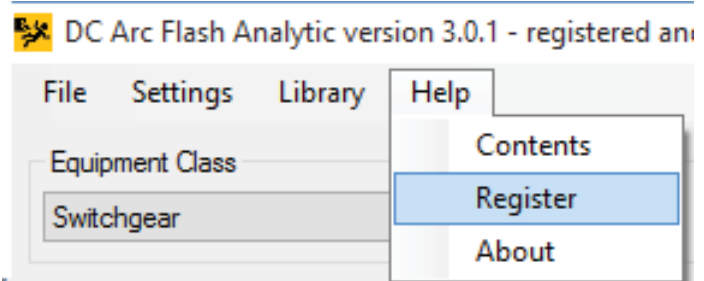 DC Arc Flash Analytic version 3.0.1 - registered
File Settings Library Help
Contents
Equipment Class
Register
Switchgear
About